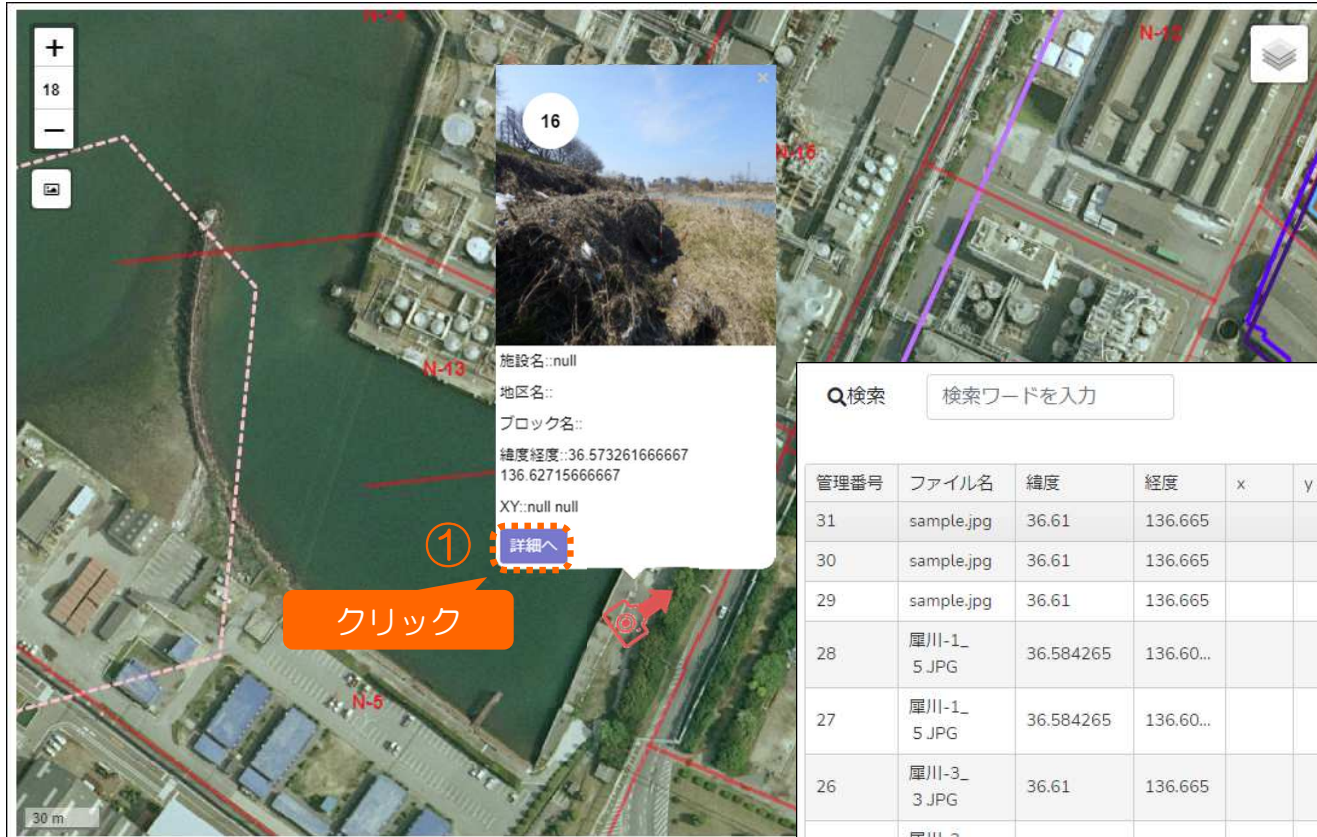 N-14
N-12
+
18
−
16
×
N-15
施設名::null
地区名::
ブロック名::
緯度経度::36.573261666667
136.62715666667
XY::null null
詳細へ
①
クリック
N-13
N-5
30 m
検索
検索ワードを入力
管理番号 ファイル名 緯度 経度 x y
31 sample.jpg 36.61 136.665
30 sample.jpg 36.61 136.665
29 sample.jpg 36.61 136.665
28 犀川-1_ 36.584265 136.60...
5.JPG
27 犀川-1_ 36.584265 136.60...
5.JPG
26 犀川-3_ 36.61 136.665
3.JPG